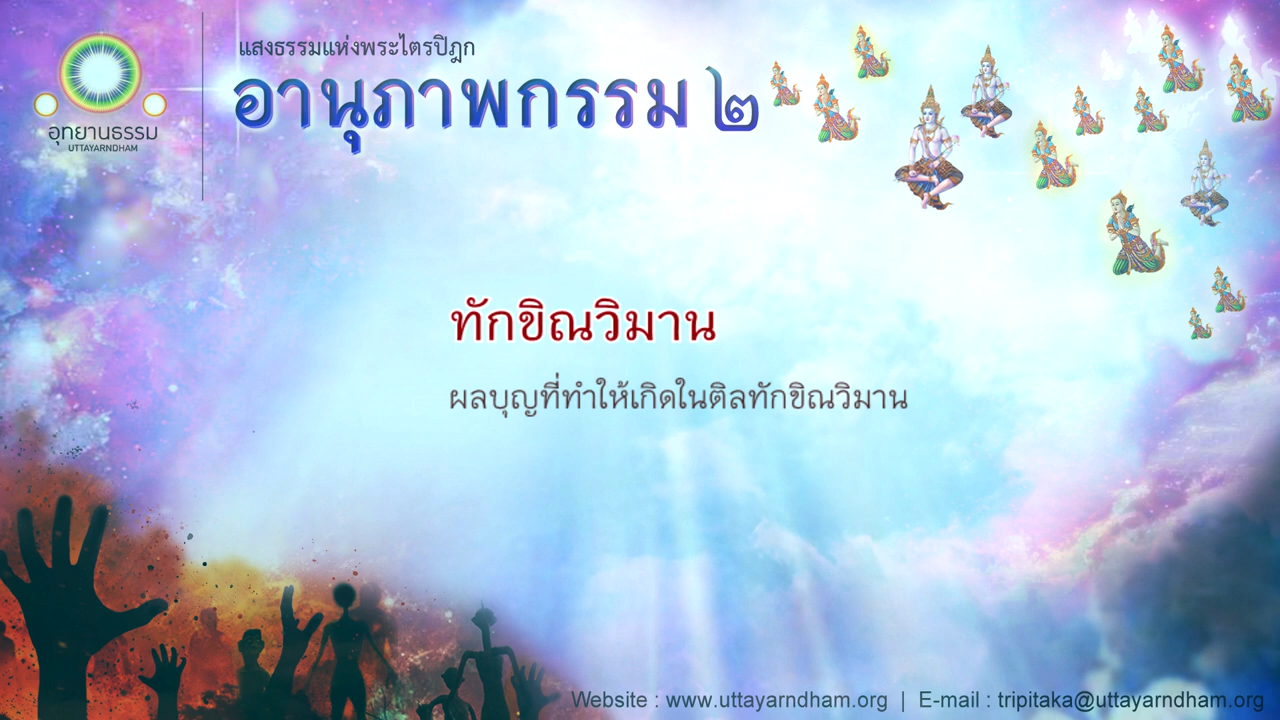 อุทยานธรรม
UTTAYARNDHAM
แสงธรรมแห่งพระไตรปิฎก
อานุภาพกรรม ๒
ทักขิณวิมาน
ผลบุญที่ทำให้เกิดในติลทักขิณวิมาน
Website : www.uttayarndham.org | E-mail : tripitaka@uttayarndham.org